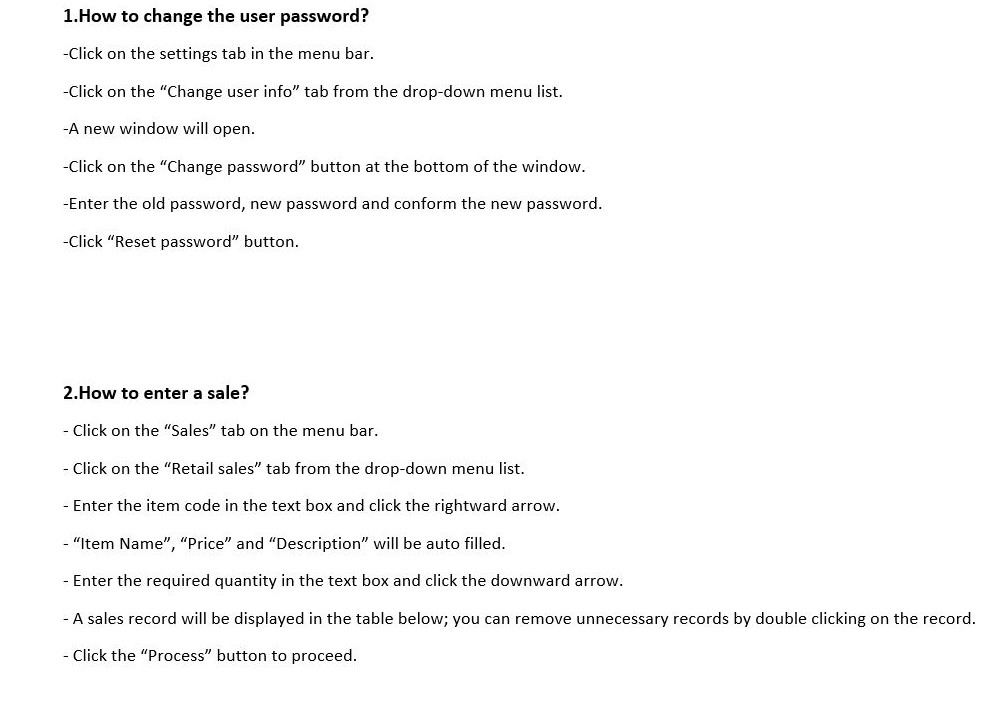 1.How to change the user password?
-Click on the settings tab in the menu bar.
-Click on the “Change user info” tab from the drop-down menu list.
-A new window will open.
-Click on the “Change password” button at the bottom of the window.
-Enter the old password, new password and conform the new password.
-Click “Reset password” button.
2.How to enter a sale?
- Click on the “Sales” tab on the menu bar.
- Click on the “Retail sales” tab from the drop-down menu list.
- Enter the item code in the text box and click the rightward arrow.
- “Item Name”, “Price” and “Description” will be auto filled.
- Enter the required quantity in the text box and click the downward arrow.
- A sales record will be displayed in the table below; you can remove unnecessary records by double clicking on the record.
- Click the “Process” button to proceed.